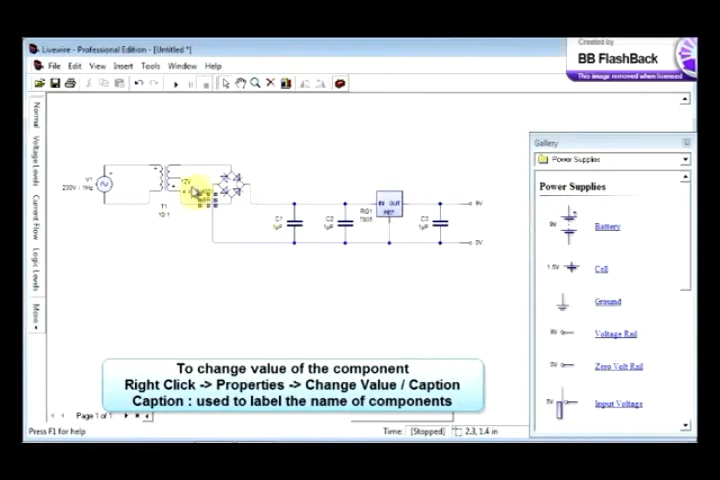 Created by
BB FlashBack
This image removed when licensed
Livewire - Professional Edition - [Untitled *]
File Edit View Insert Tools Window Help
Normal
Voltage Levels
Current Flow
Logic Levels
More
V1
230V / 1Hz
T1
10:1
12V
C1
1µF
C2
1µF
RG1
7805
IN OUT
REF
C3
1µF
9V
0V
Gallery
Power Supplies
Power Supplies
9V
Battery
1.5V
Cell
Ground
9V
Voltage Rail
0V
Zero Volt Rail
5V
Input Voltage
To change value of the component
Right Click -> Properties -> Change Value / Caption
Caption : used to label the name of components
Page 1 of 1
Press F1 for help
Time: [Stopped] 2.3, 1.4 in